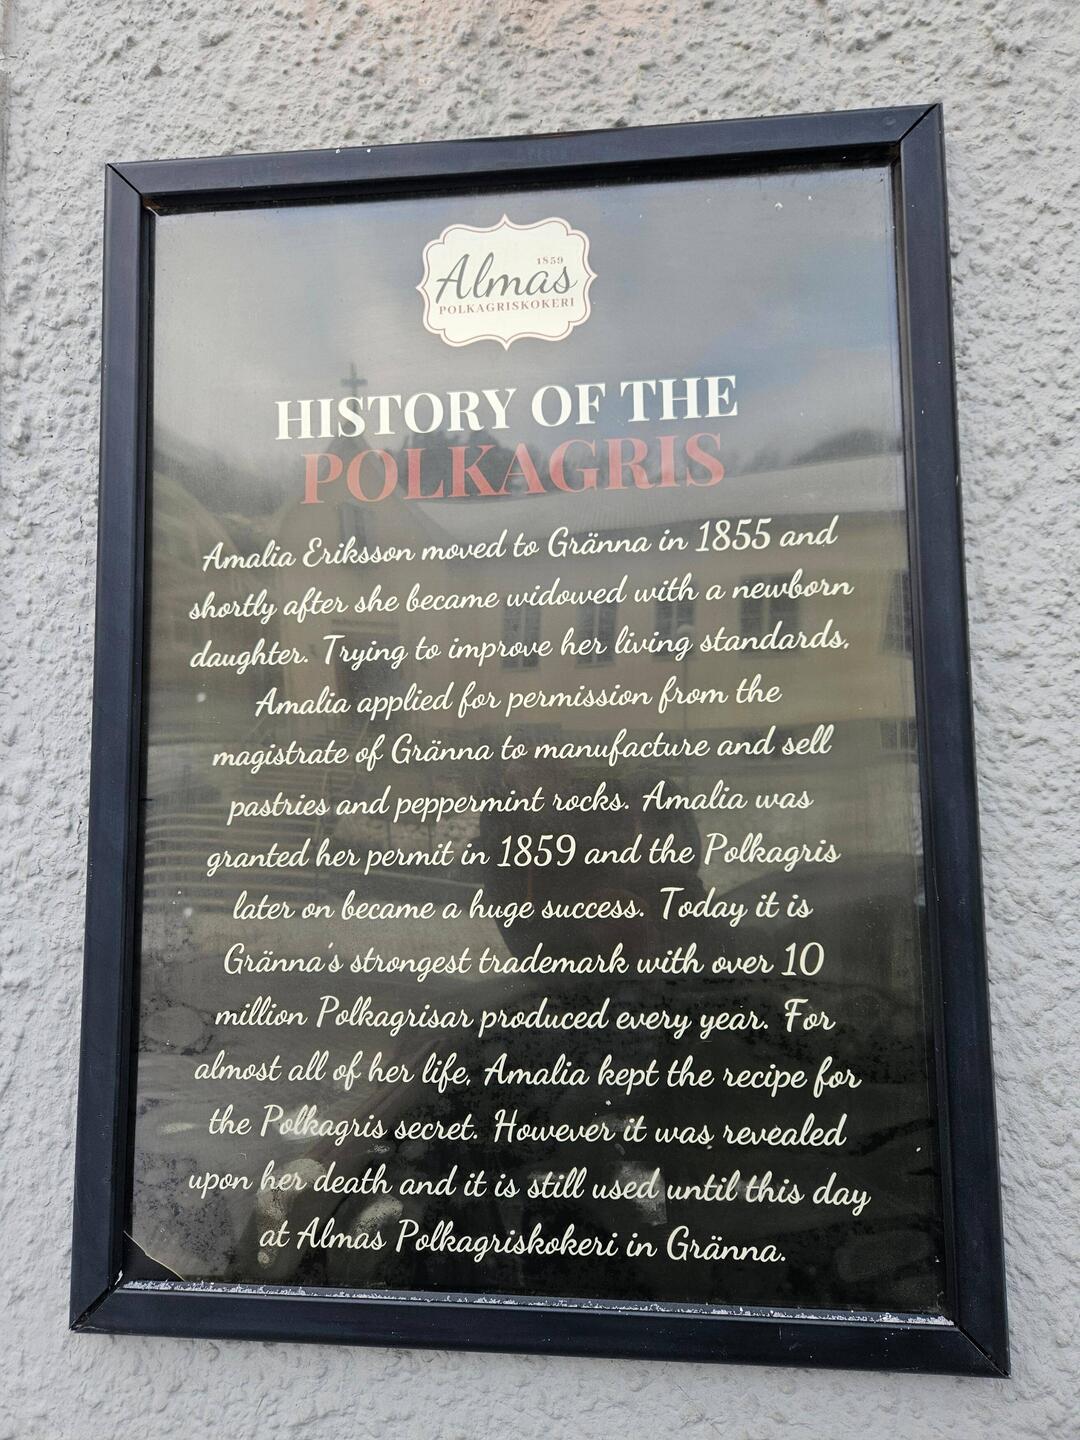 1859
Almas
POLKAGRISKOKERI
HISTORY OF THE
POLKAGRIS
Amalia Eriksson moved to Gränna in 1855 and
shortly after she became widowed with a newborn
daughter. Trying to improve her living standards,
Amalia applied for permission from the
magistrate of Gränna to manufacture and sell
pastries and peppermint rocks. Amalia was
granted her permit in 1859 and the Polkagris
later on became a huge success. Today it is
Gränna's strongest trademark with over 10
million Polkagrisar produced every year. For
almost all of her life, Amalia kept the recipe for
the Polkagris secret. However it was revealed
upon her death and it is still used until this day
at Almas Polkagriskokeri in Gränna.